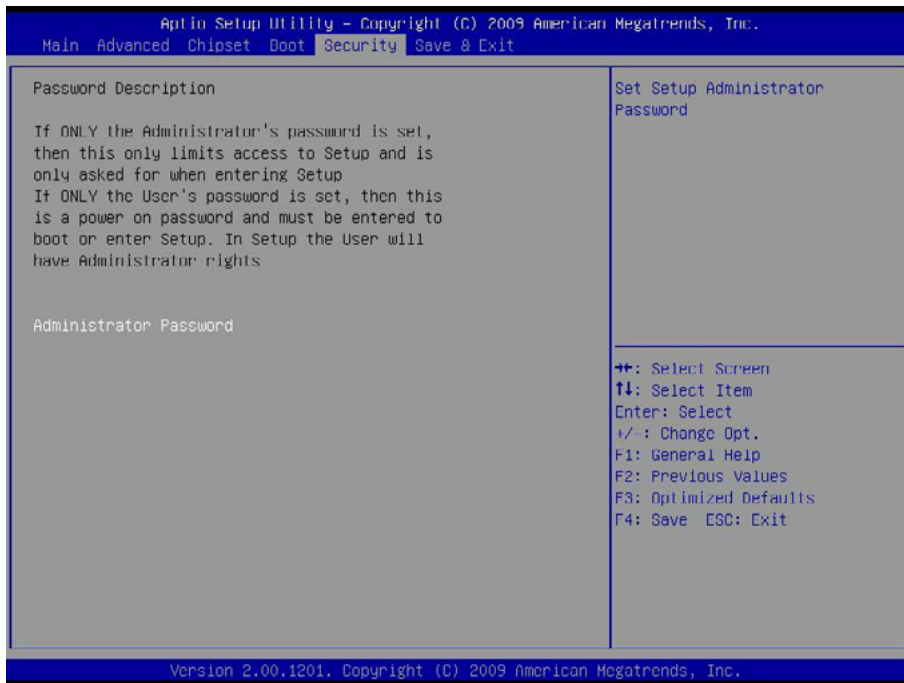 Aptio Setup Utility – Copyright (C) 2009 American Megatrends, Inc.
Main Advanced Chipset Boot Security Save & Exit
Password Description
If ONLY the Administrator's password is set,
then this only limits access to Setup and is
only asked for when entering Setup
If ONLY the User's password is set, then this
is a power on password and must be entered to
boot or enter Setup. In Setup the User will
have Administrator rights
Administrator Password
Set Setup Administrator
Password
→←: Select Screen
↑↓: Select Item
Enter: Select
+/-: Change Opt.
F1: General Help
F2: Previous Values
F3: Optimized Defaults
F4: Save ESC: Exit
Version 2.00.1201. Copyright (C) 2009 American Megatrends, Inc.